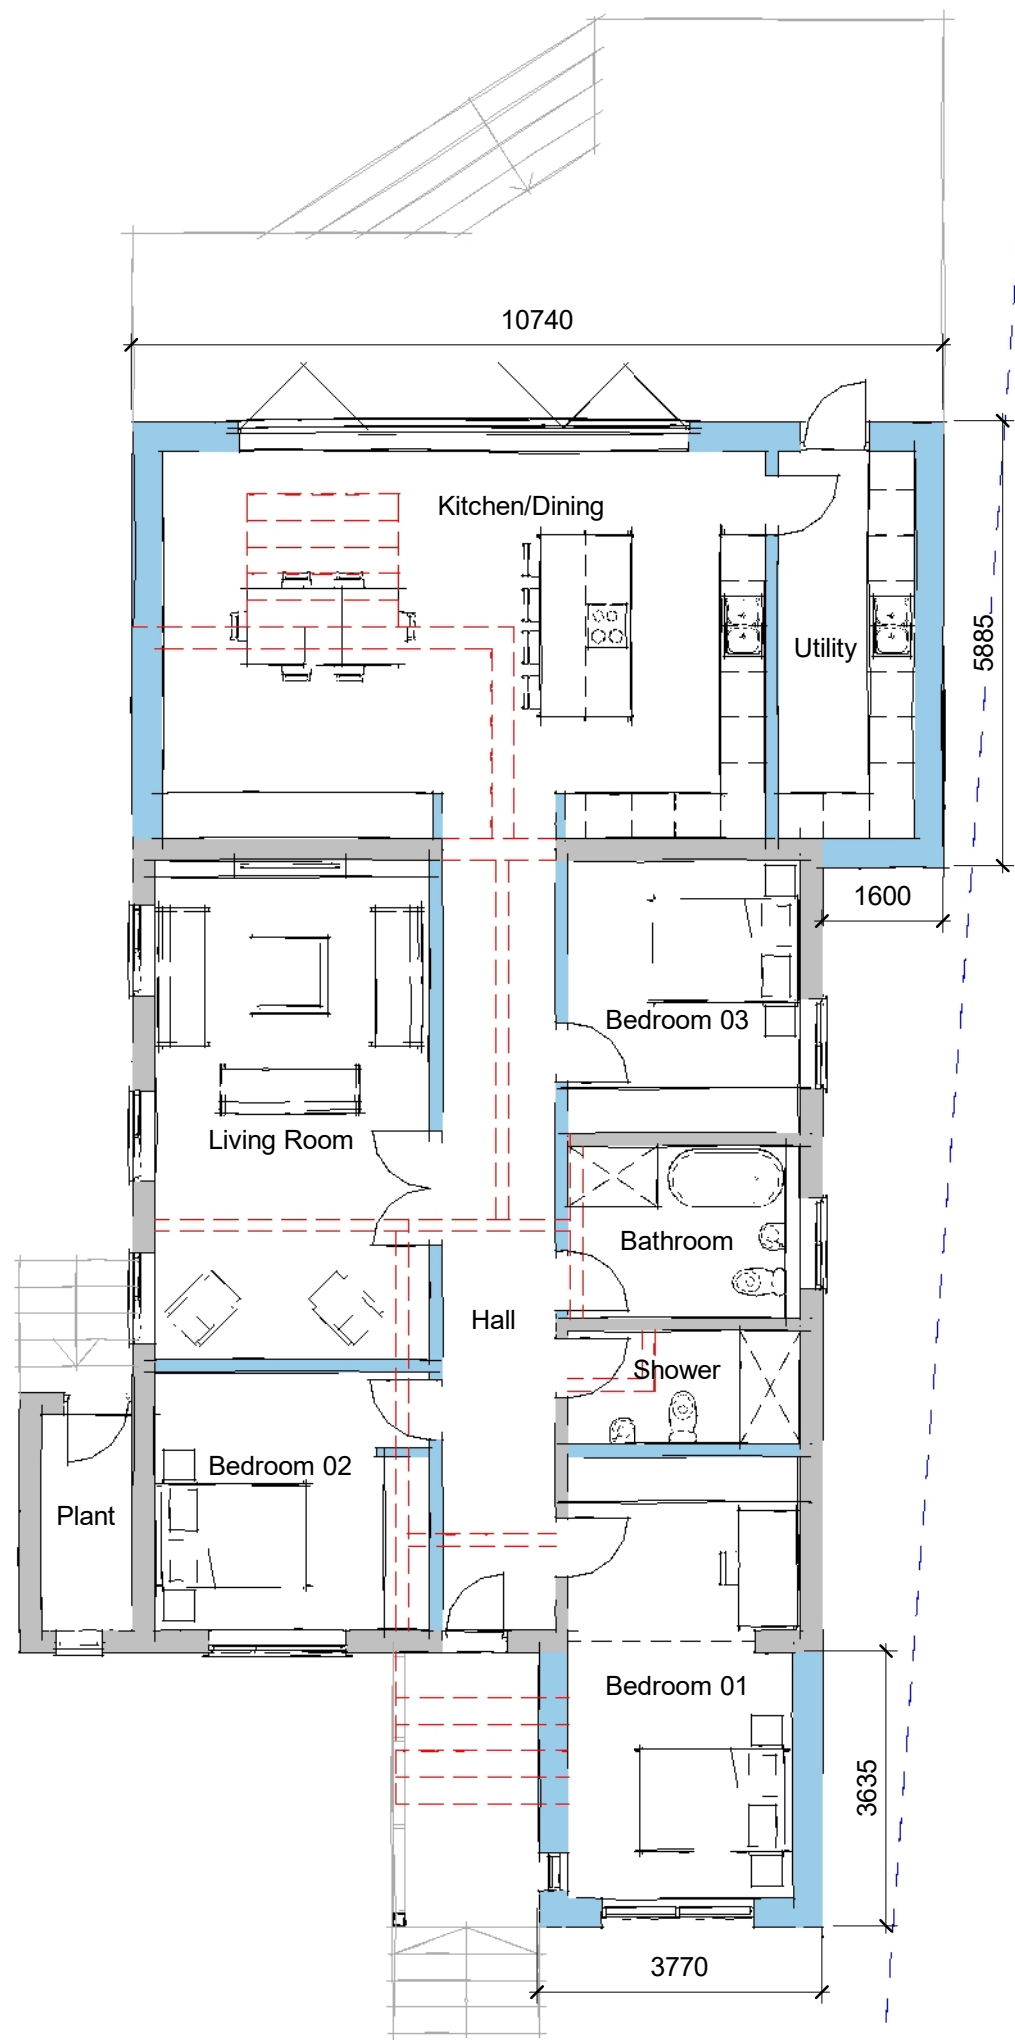 10740
Kitchen/Dining
Utility
5885
1600
Bedroom 03
Living Room
Bathroom
Hall
Shower
Bedroom 02
Plant
Bedroom 01
3635
3770